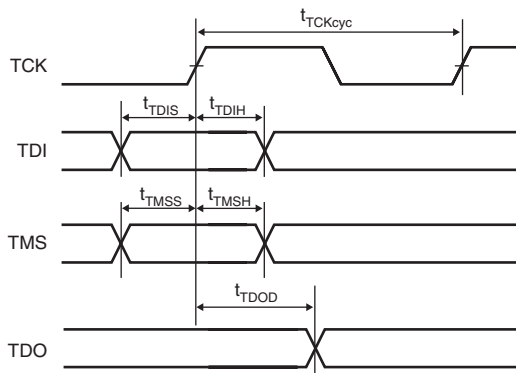 tTCKcyc
TCK
tTDIS tTDIH
TDI
tTMSS tTMSH
TMS
tTDOD
TDO